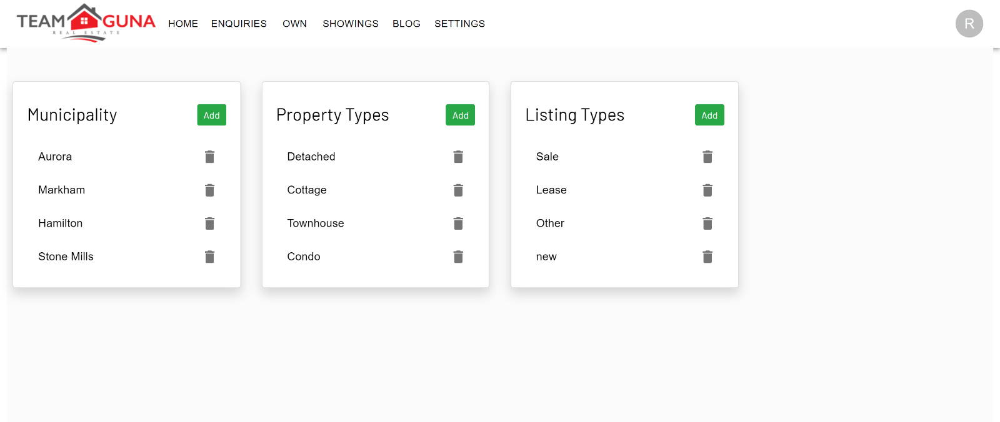 TEAM GUNA
REAL ESTATE
HOME ENQUIRIES OWN SHOWINGS BLOG SETTINGS
R
Municipality Add
Aurora
Markham
Hamilton
Stone Mills
Property Types Add
Detached
Cottage
Townhouse
Condo
Listing Types Add
Sale
Lease
Other
new